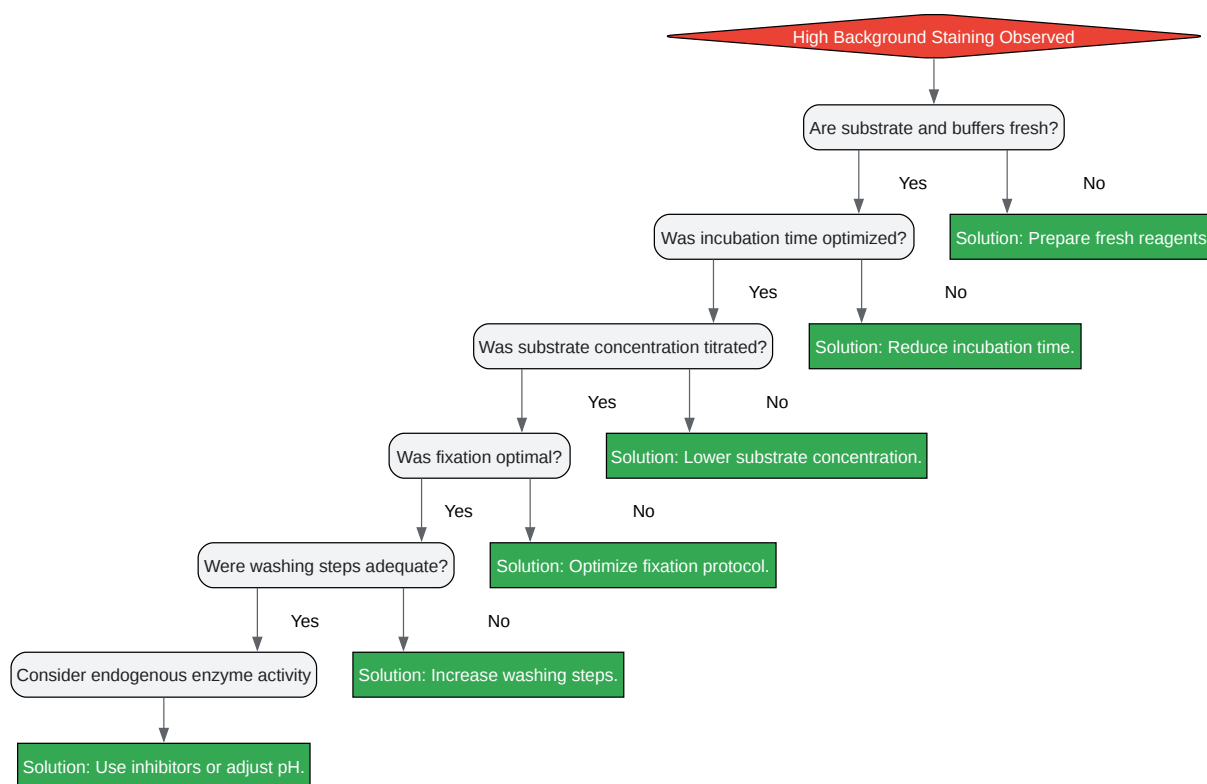 High Background Staining Observed
Are substrate and buffers fresh?
Yes
No
Was incubation time optimized?
Solution: Prepare fresh reagents
Yes
No
Was substrate concentration titrated?
Solution: Reduce incubation time.
Yes
No
Was fixation optimal?
Solution: Lower substrate concentration.
Yes
No
Were washing steps adequate?
Solution: Optimize fixation protocol.
Yes
No
Consider endogenous enzyme activity
Solution: Increase washing steps.
Solution: Use inhibitors or adjust pH.